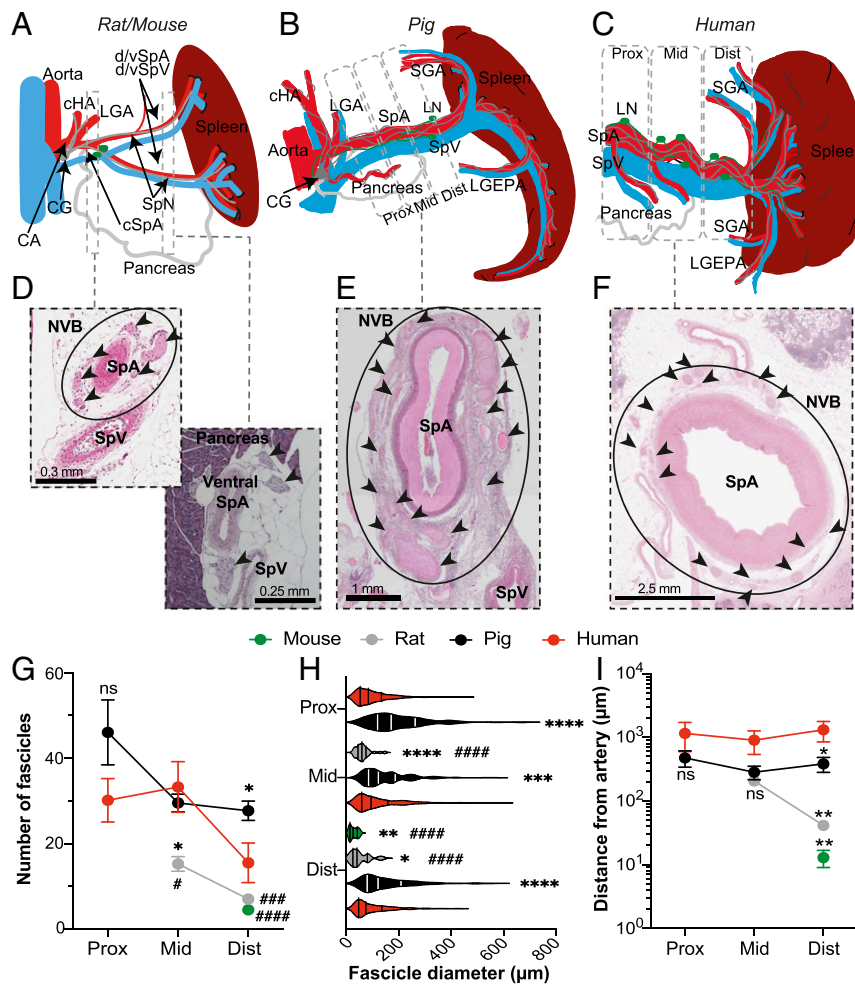 A
Rat/Mouse
d/vSpA
d/vSpV
Aorta
cHA
LGA
Spleen
CG
SpN
cSpA
CA
Pancreas
B
Pig
SGA
Spleen
cHA
LGA
SpA
LN
Aorta
SpV
Pancreas
CG
LGEPA
Prox Mid Dist
C
Human
Prox
Mid
Dist
SGA
LN
SpA
Splee
SpV
Pancreas
SGA
LGEPA
D
NVB
SpA
SpV
0.3 mm
Pancreas
Ventral
SpA
SpV
0.25 mm
E
NVB
SpA
1 mm
SpV
F
NVB
SpA
2.5 mm
Mouse Rat Pig Human
G
Number of fascicles
60
40
20
0
ns
*
*
#
###
####
Prox Mid Dist
H
Prox
****
**** ####
Mid
***
** ####
* ####
Dist
****
0 200 400 600 800
Fascicle diameter (µm)
I
Distance from artery (µm)
10⁴
10³
10²
10¹
10⁰
ns
ns
*
**
**
Prox Mid Dist